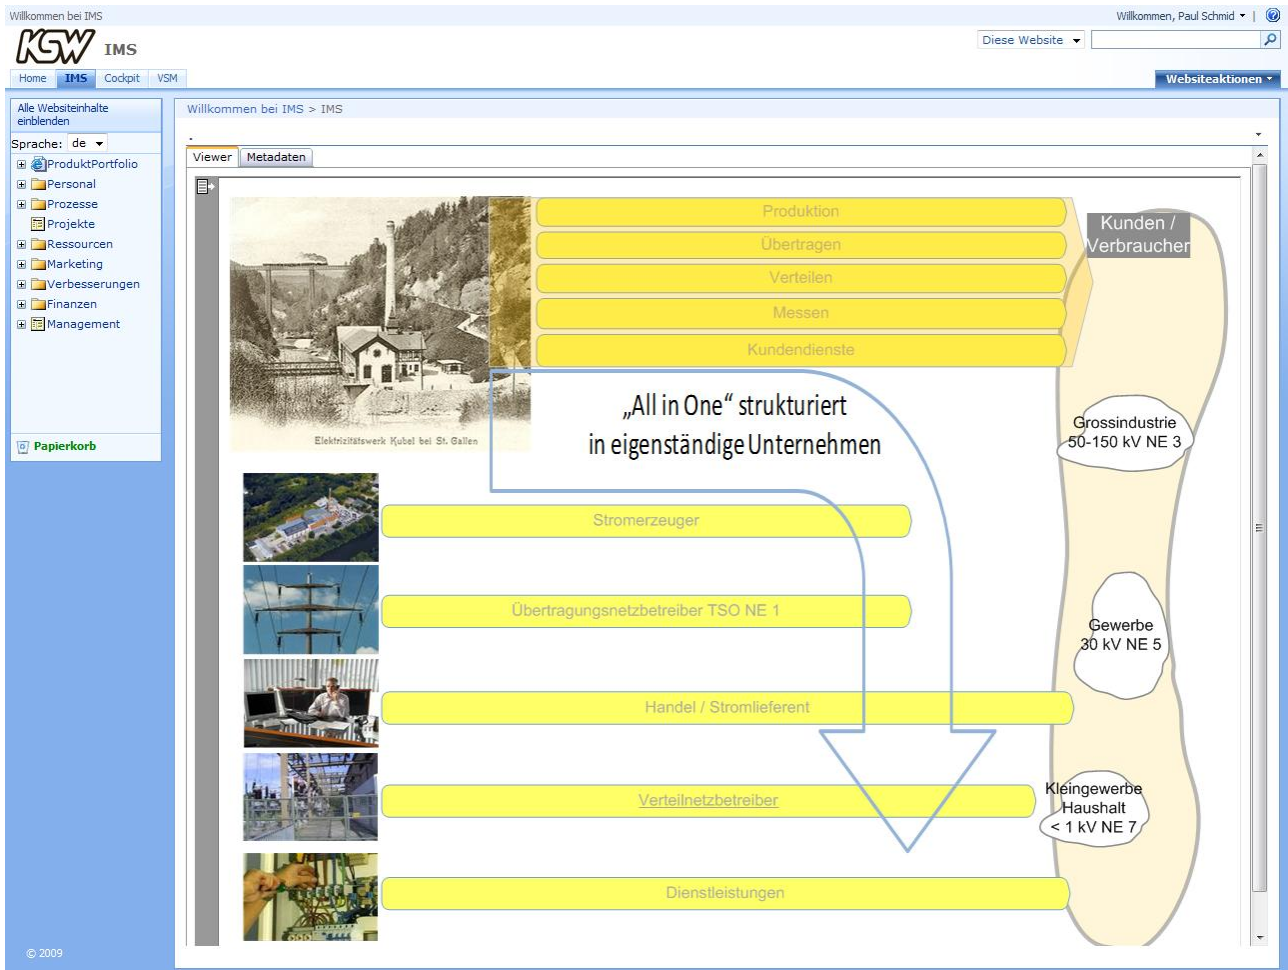 Willkommen bei IMS
Willkommen, Paul Schmid
KSW IMS
Diese Website
Home IMS Cockpit VSM
Websiteaktionen
Alle Websiteinhalte
einblenden
Sprache: de
ProduktPortfolio
Personal
Prozesse
Projekte
Ressourcen
Marketing
Verbesserungen
Finanzen
Management
Papierkorb
© 2009
Willkommen bei IMS > IMS
Viewer Metadaten
Produktion
Übertragen
Verteilen
Messen
Kundendienste
Kunden /
Verbraucher
Elektrizitätswerk Kubel bei St. Gallen
„All in One“ strukturiert
in eigenständige Unternehmen
Grossindustrie
50-150 kV NE 3
Stromerzeuger
Übertragungsnetzbetreiber TSO NE 1
Gewerbe
30 kV NE 5
Handel / Stromlieferent
Verteilnetzbetreiber
Kleingewerbe
Haushalt
< 1 kV NE 7
Dienstleistungen